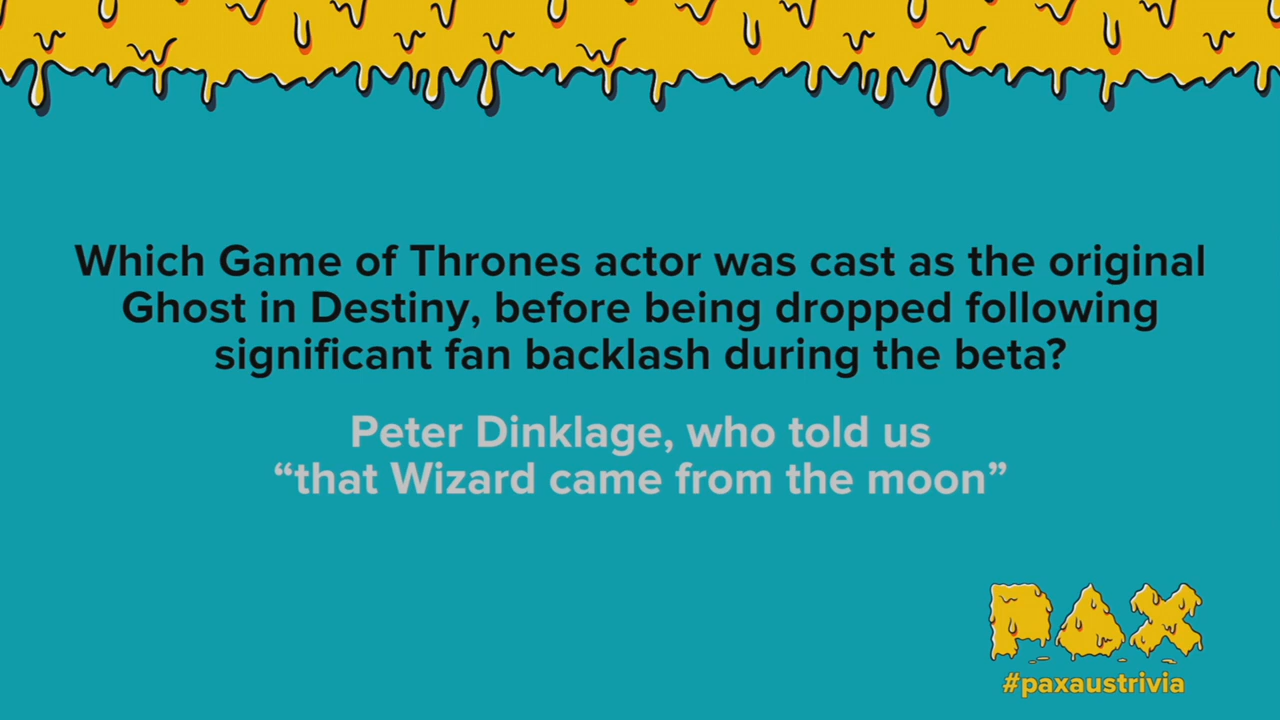 Which Game of Thrones actor was cast as the original
Ghost in Destiny, before being dropped following
significant fan backlash during the beta?
Peter Dinklage, who told us
“that Wizard came from the moon”
PAX
#paxaustrivia